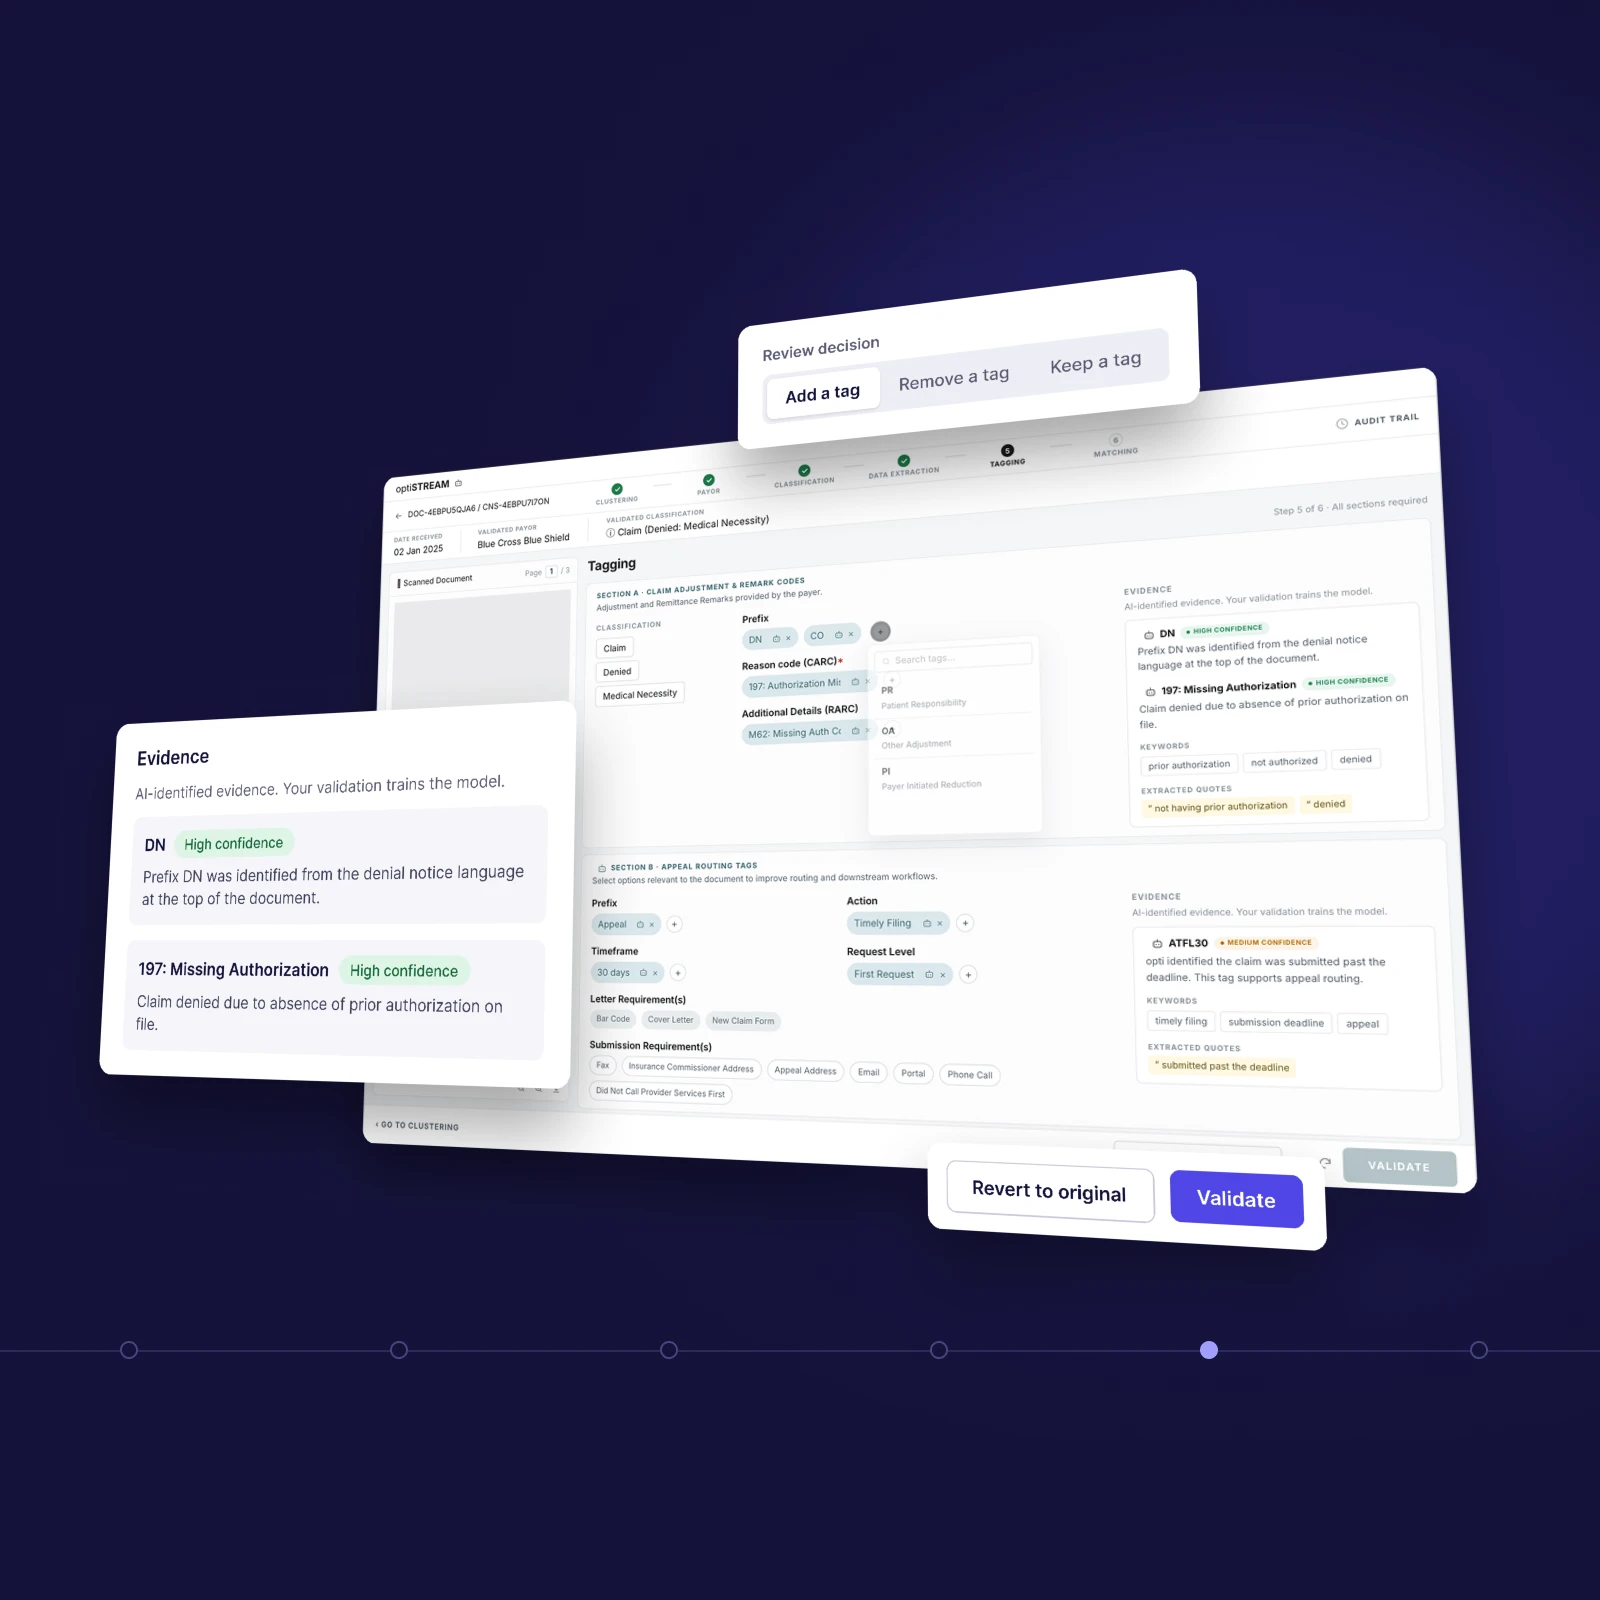 Review decision
Add a tag
Remove a tag
Keep a tag
optiSTREAM
AUDIT TRAIL
← DOC-4EBPU5QJA6 / CNS-4EBPU7I7ON
CLUSTERING
PAYOR
CLASSIFICATION
DATA EXTRACTION
5
TAGGING
6
MATCHING
DATE RECEIVED
02 Jan 2025
VALIDATED PAYOR
Blue Cross Blue Shield
VALIDATED CLASSIFICATION
Claim (Denied: Medical Necessity)
Step 5 of 6 · All sections required
Scanned Document
Page 1 / 3
Tagging
SECTION A · CLAIM ADJUSTMENT & REMARK CODES
Adjustment and Remittance Remarks provided by the payer.
CLASSIFICATION
Claim
Denied
Medical Necessity
Prefix
DN ×
CO ×
+
Reason code (CARC)*
197: Authorization Mis ×
+
Additional Details (RARC)
M62: Missing Auth Co ×
Search tags...
PR
Patient Responsibility
OA
Other Adjustment
PI
Payer Initiated Reduction
EVIDENCE
AI-identified evidence. Your validation trains the model.
DN • HIGH CONFIDENCE
Prefix DN was identified from the denial notice
language at the top of the document.
197: Missing Authorization • HIGH CONFIDENCE
Claim denied due to absence of prior authorization on
file.
KEYWORDS
prior authorization
not authorized
denied
EXTRACTED QUOTES
" not having prior authorization
" denied
Evidence
AI-identified evidence. Your validation trains the model.
DN High confidence
Prefix DN was identified from the denial notice language
at the top of the document.
197: Missing Authorization High confidence
Claim denied due to absence of prior authorization on
file.
SECTION B · APPEAL ROUTING TAGS
Select options relevant to the document to improve routing and downstream workflows.
Prefix
Appeal ×
+
Action
Timely Filing ×
+
Timeframe
30 days ×
+
Request Level
First Request ×
+
Letter Requirement(s)
Bar Code
Cover Letter
New Claim Form
Submission Requirement(s)
Fax
Insurance Commissioner Address
Appeal Address
Email
Portal
Phone Call
Did Not Call Provider Services First
EVIDENCE
AI-identified evidence. Your validation trains the model.
ATFL30 • MEDIUM CONFIDENCE
opti identified the claim was submitted past the
deadline. This tag supports appeal routing.
KEYWORDS
timely filing
submission deadline
appeal
EXTRACTED QUOTES
" submitted past the deadline
‹ GO TO CLUSTERING
VALIDATE
Revert to original
Validate